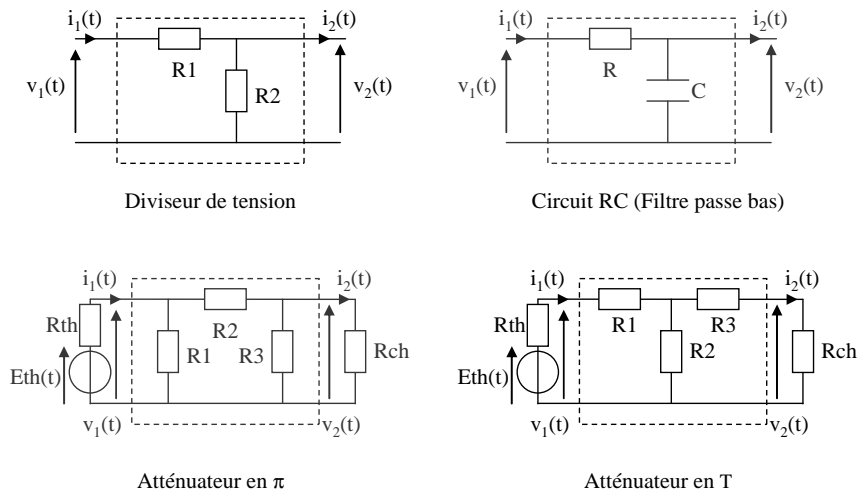 i1(t)
i2(t)
R1
v1(t)
R2
v2(t)
Diviseur de tension
i1(t)
i2(t)
R
v1(t)
C
v2(t)
Circuit RC (Filtre passe bas)
i1(t)
i2(t)
Rth
R2
R1
R3
Rch
Eth(t)
v1(t)
v2(t)
Atténuateur en π
i1(t)
i2(t)
Rth
R1
R3
R2
Rch
Eth(t)
v1(t)
v2(t)
Atténuateur en T